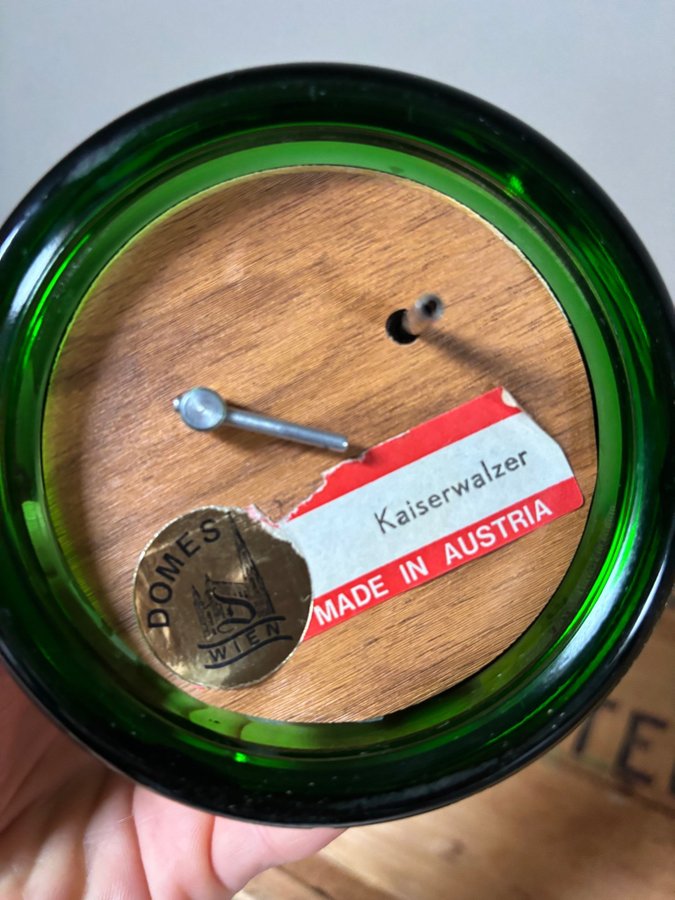 Kaiserwalzer
MADE IN AUSTRIA
DOMES
WIEN